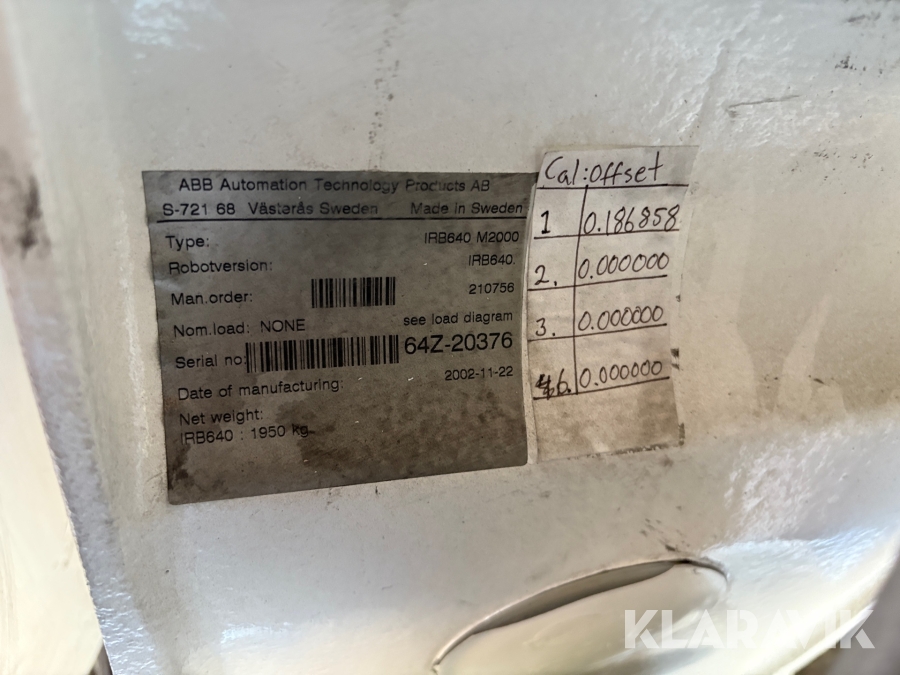 ABB Automation Technology Products AB
S-721 68 Västerås Sweden Made in Sweden
Type: IRB640 M2000
Robotversion: IRB640.
Man.order: 210756
Nom.load: NONE see load diagram
Serial no: 64Z-20376
Date of manufacturing: 2002-11-22
Net weight:
IRB640 : 1950 kg
Cal:Offset
1 0.186858
2. 0.000000
3. 0.000000
6. 0.000000
KLARAVIK